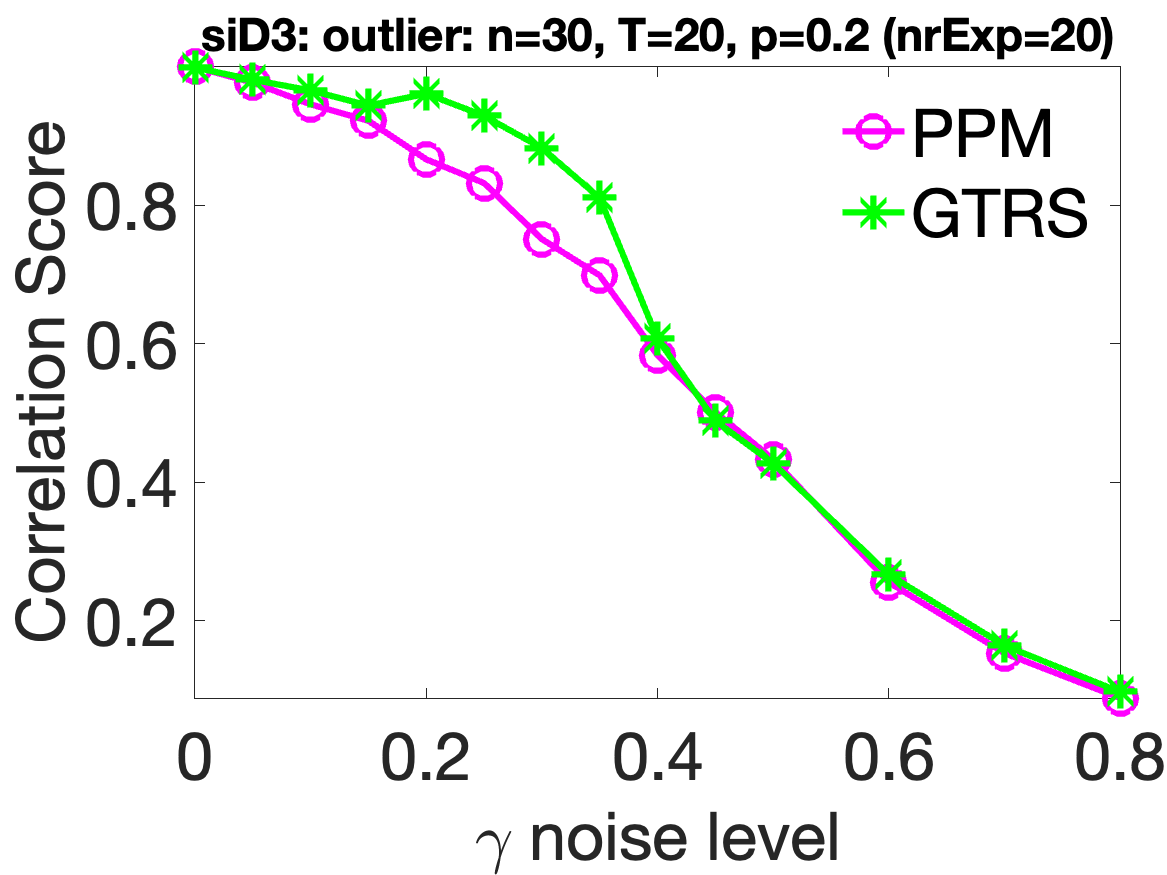 siD3: outlier: n=30, T=20, p=0.2 (nrExp=20)
PPM
GTRS
Correlation Score
0.8
0.6
0.4
0.2
0
0.2
0.4
0.6
0.8
γ noise level